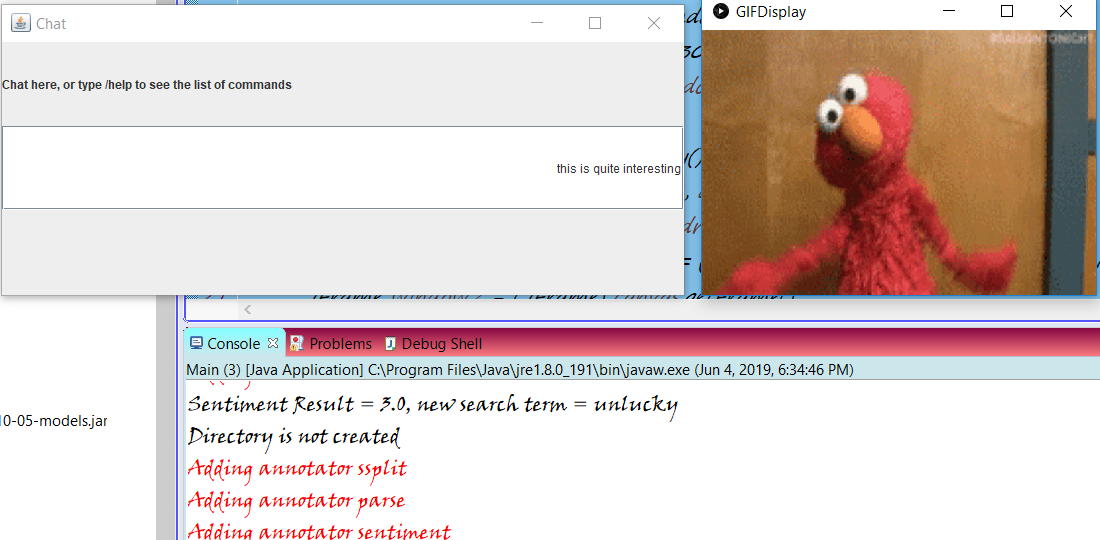 Chat
GIFDisplay
Chat here, or type /help to see the list of commands
this is quite interesting
Console
Problems
Debug Shell
Main (3) [Java Application] C:\Program Files\Java\jre1.8.0_191\bin\javaw.exe (Jun 4, 2019, 6:34:46 PM)
Sentiment Result = 3.0, new search term = unlucky
Directory is not created
Adding annotator ssplit
Adding annotator parse
Adding annotator sentiment
10-05-models.jar